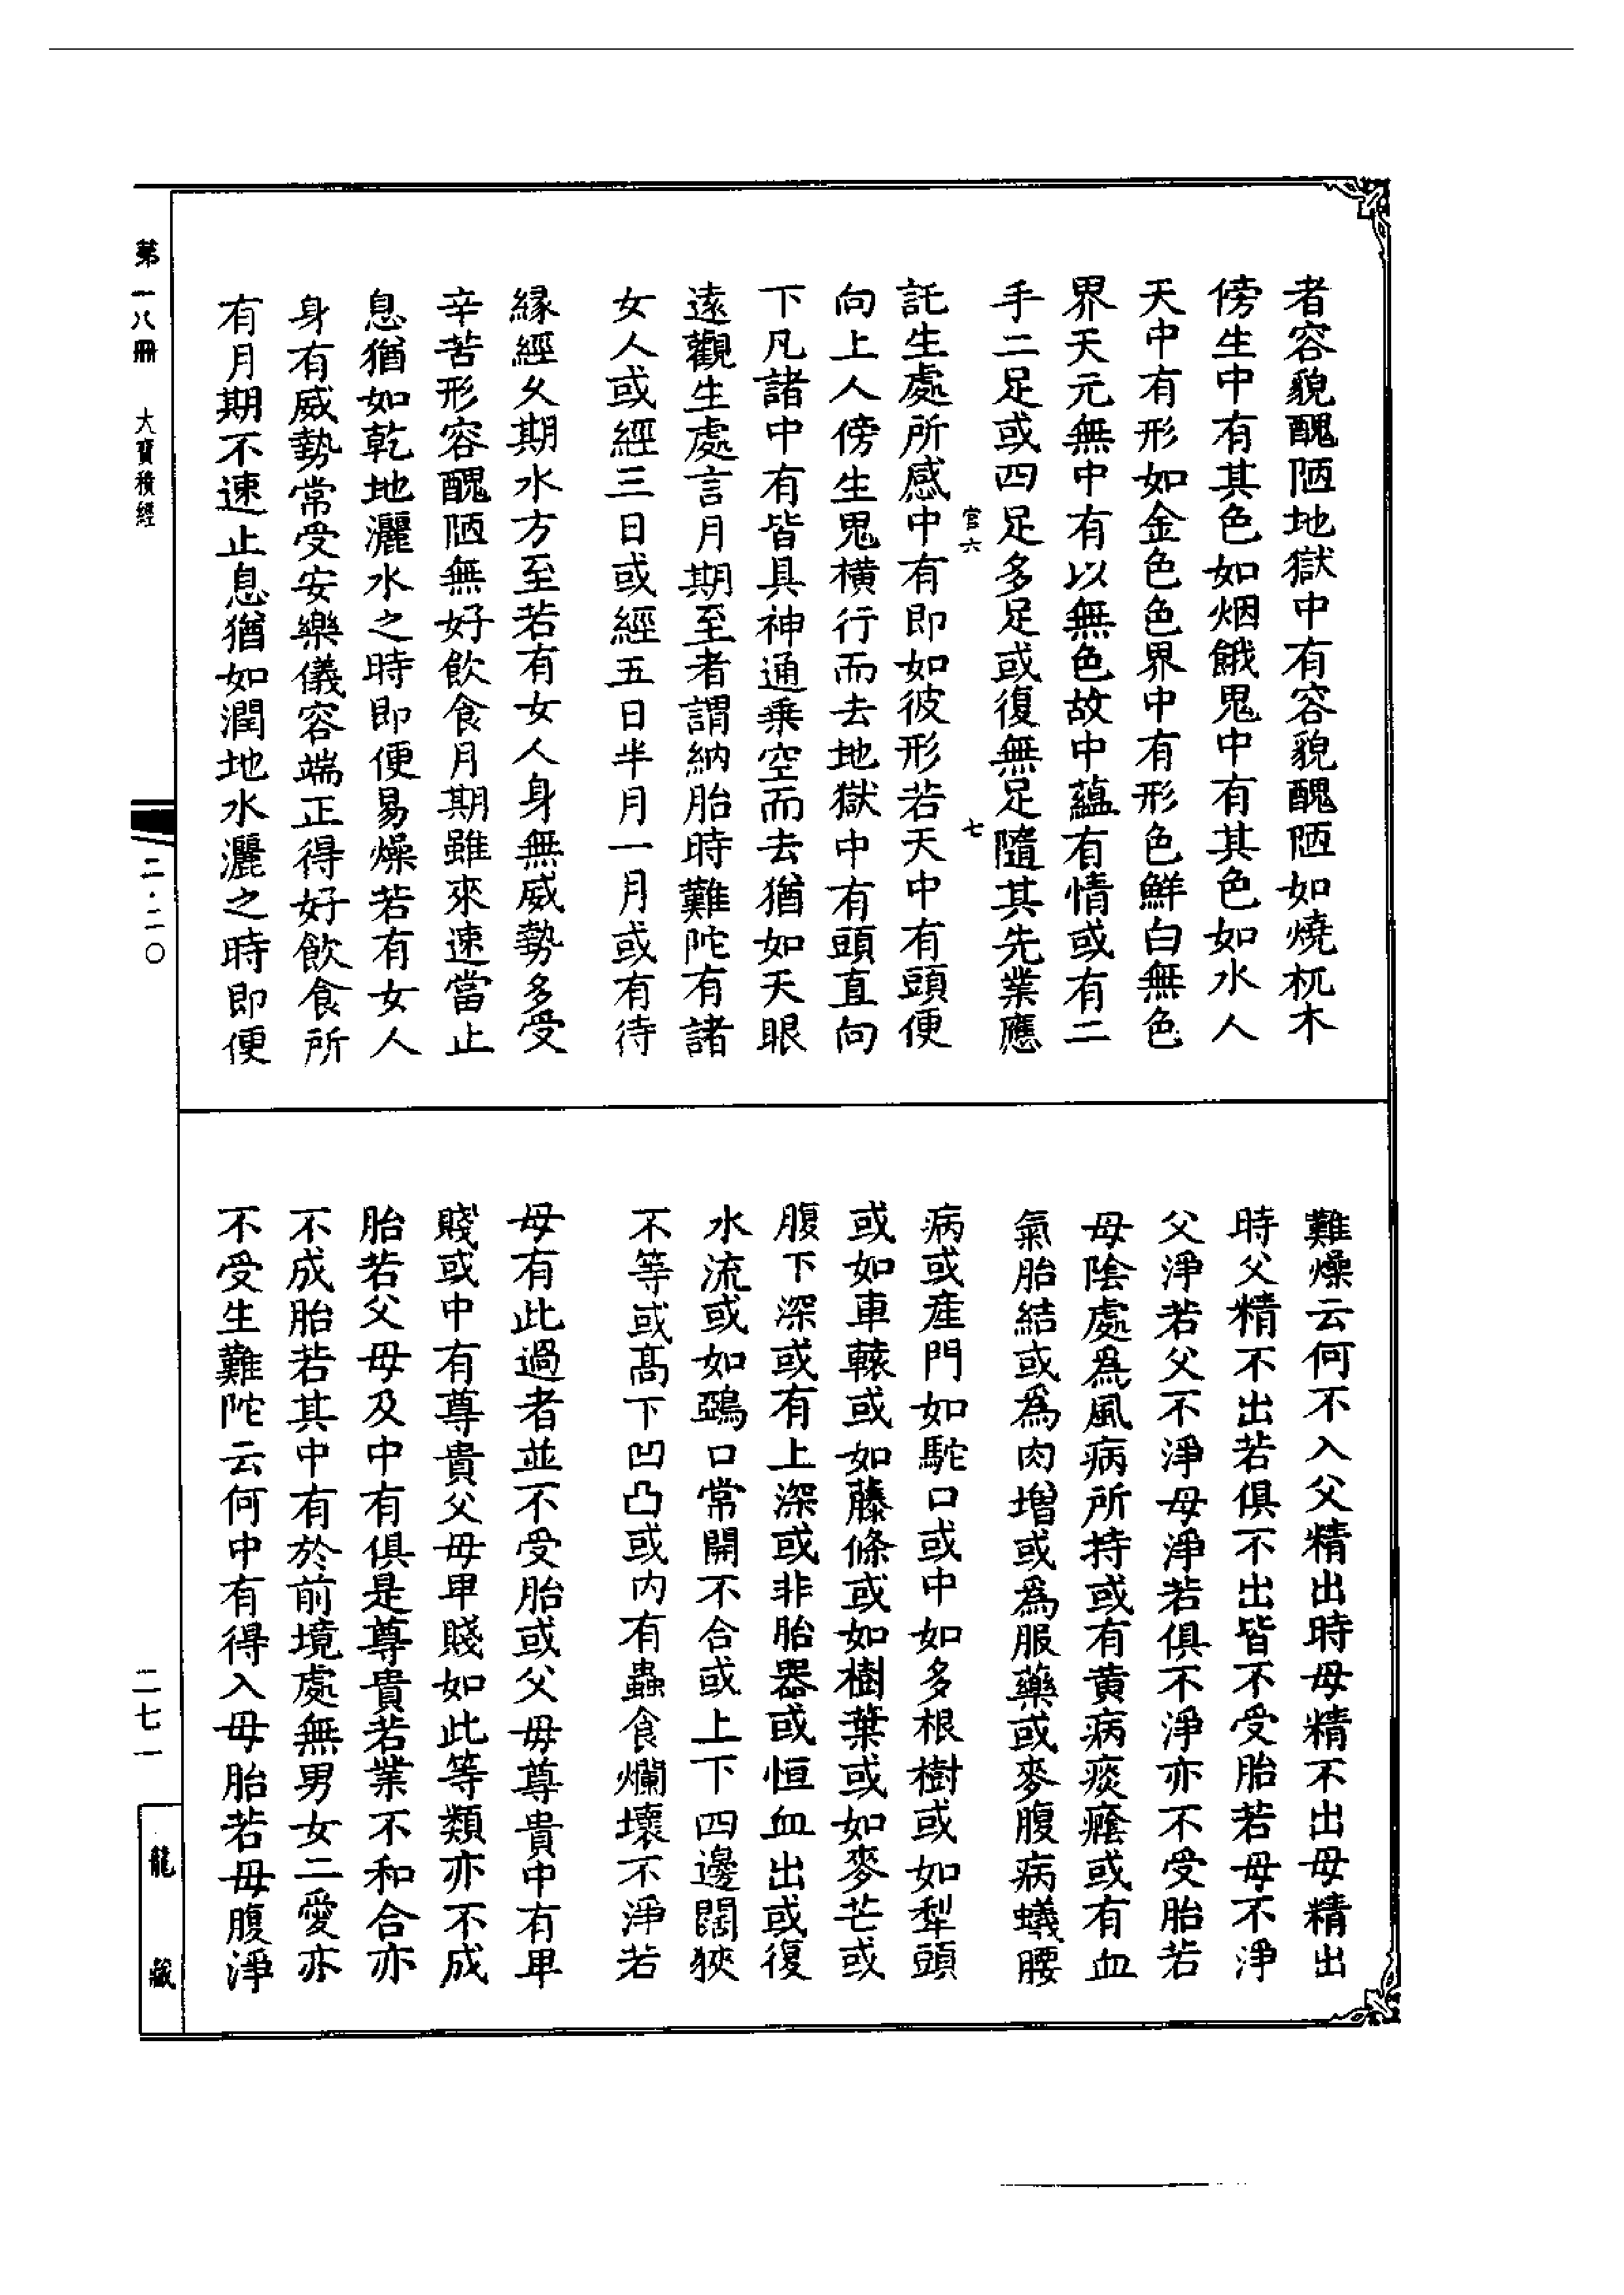 者容貌醜陋地獄中有容貌醜陋如燒杌木
傍生中有其色如烟餓鬼中有其色如水人
天中有形如金色色界中有形色鮮白無色
界天元無中有以無色故中蘊有情或有二
手二足或四足多足或復無足隨其先業應
官六
七
託生處所感中有即如彼形若天中有頭便
向上人傍生鬼橫行而去地獄中有頭直向
下凡諸中有皆具神通乗空而去猶如天眼
遠觀生處言月期至者謂納胎時難陀有諸
女人或經三日或經五日半月一月或有待
緣經久期水方至若有女人身無威勢多受
辛苦形容醜陋無好飲食月期雖來速當止
息猶如乾地灑水之時即便易燥若有女人
身有威勢常受安樂儀容端正得好飲食所
有月期不速止息猶如潤地水灑之時即便
難燥云何不入父精出時母精不出母精出
時父精不出若俱不出皆不受胎若母不淨
父淨若父不淨母淨若俱不淨亦不受胎若
母陰處爲風病所持或有黄病痰癊或有血
氣胎結或爲肉增或爲服藥或麥腹病蟻腰
病或産門如駝口或中如多根樹或如犁頭
或如車轅或如藤條或如樹葉或如麥芒或
腹下深或有上深或非胎器或恒血出或復
水流或如鵶口常開不合或上下四邊闊狹
不等或髙下凹凸或内有蟲食爛壞不淨若
母有此過者並不受胎或父母尊貴中有卑
賤或中有尊貴父母卑賤如此等類亦不成
胎若父母及中有俱是尊貴若業不和合亦
不成胎若其中有於前境處無男女二愛亦
不受生難陀云何中有得入母胎若母腹淨
第一八冊
大寶積經
二·二〇
二七一
龍藏